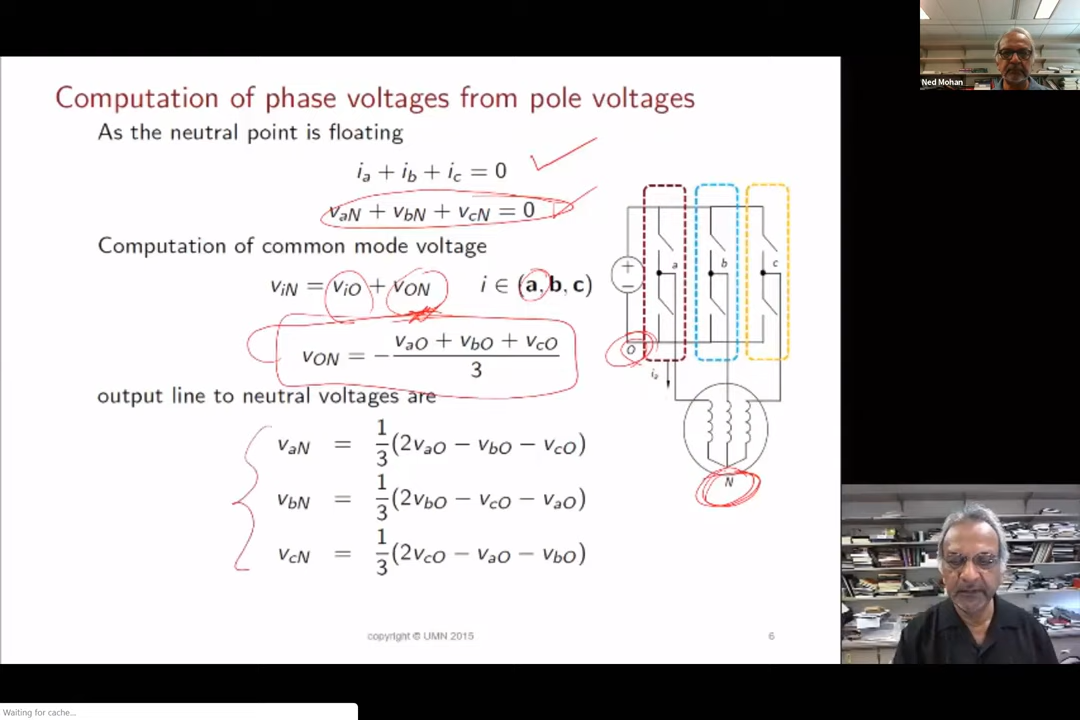 Ned Mohan
Computation of phase voltages from pole voltages
As the neutral point is floating
i_a + i_b + i_c = 0
v_aN + v_bN + v_cN = 0
Computation of common mode voltage
v_iN = v_iO + v_ON i ∈ (a, b, c)
v_ON = − (v_aO + v_bO + v_cO) / 3
output line to neutral voltages are
v_aN = 1/3 (2v_aO − v_bO − v_cO)
v_bN = 1/3 (2v_bO − v_cO − v_aO)
v_cN = 1/3 (2v_cO − v_aO − v_bO)
+
−
a
b
c
O
i_a
N
copyright © UMN 2015
6
Waiting for cache...